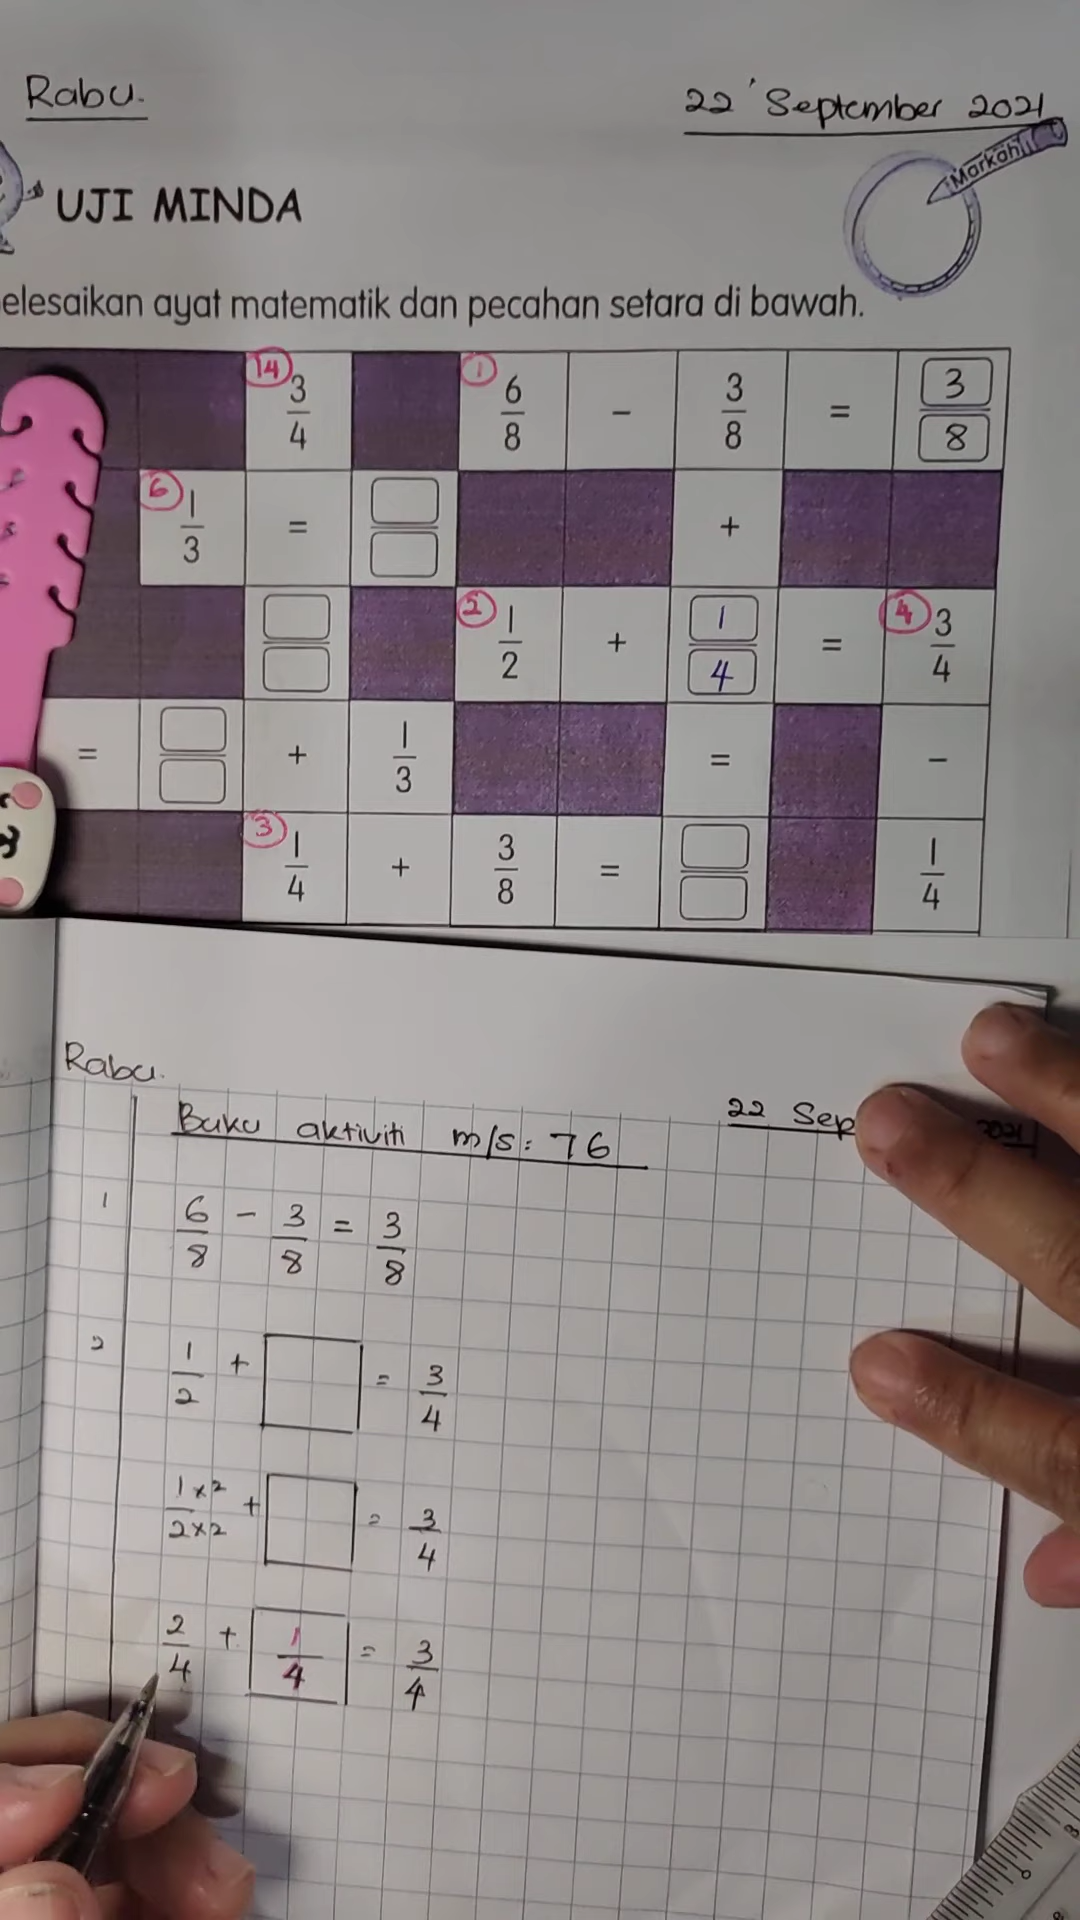 Rabu.
22 September 2021
Markah
UJI MINDA
elesaikan ayat matematik dan pecahan setara di bawah.
14 3/4 1 6/8 - 3/8 = 3/8
6 1/3 = +
2 1/2 + 1/4 = 4 3/4
= + 1/3 = -
3 1/4 + 3/8 = 1/4
Rabu.
22 Sep 2021
Buku aktiviti m/s: 76
1 6/8 - 3/8 = 3/8
2 1/2 + = 3/4
1×2/2×2 + = 3/4
2/4 + 1/4 = 3/4